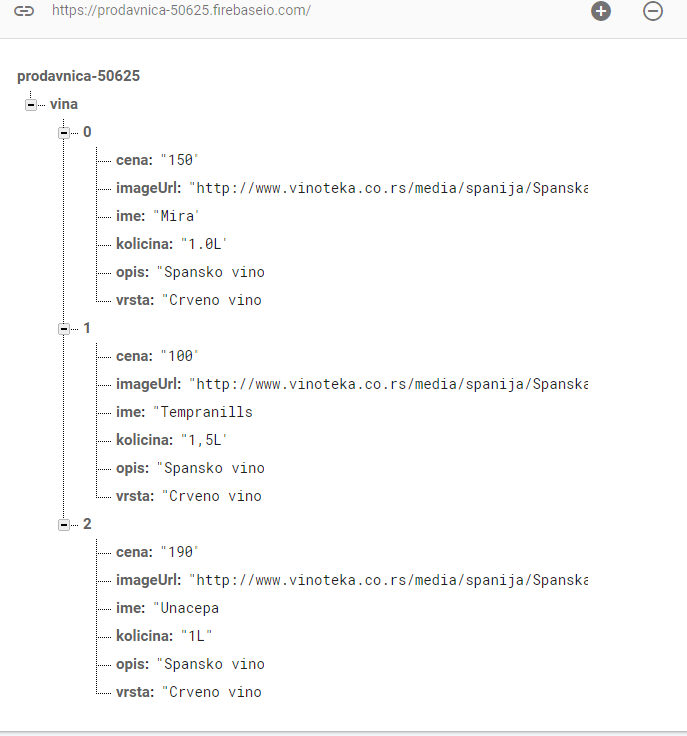 https://prodavnica-50625.firebaseio.com/
prodavnica-50625
vina
0
cena: "150"
imageUrl: "http://www.vinoteka.co.rs/media/spanija/Spanska
ime: "Mira"
kolicina: "1.0L"
opis: "Spansko vino
vrsta: "Crveno vino
1
cena: "100"
imageUrl: "http://www.vinoteka.co.rs/media/spanija/Spanska
ime: "Tempranills
kolicina: "1,5L"
opis: "Spansko vino
vrsta: "Crveno vino
2
cena: "190"
imageUrl: "http://www.vinoteka.co.rs/media/spanija/Spanska
ime: "Unacepa
kolicina: "1L"
opis: "Spansko vino
vrsta: "Crveno vino